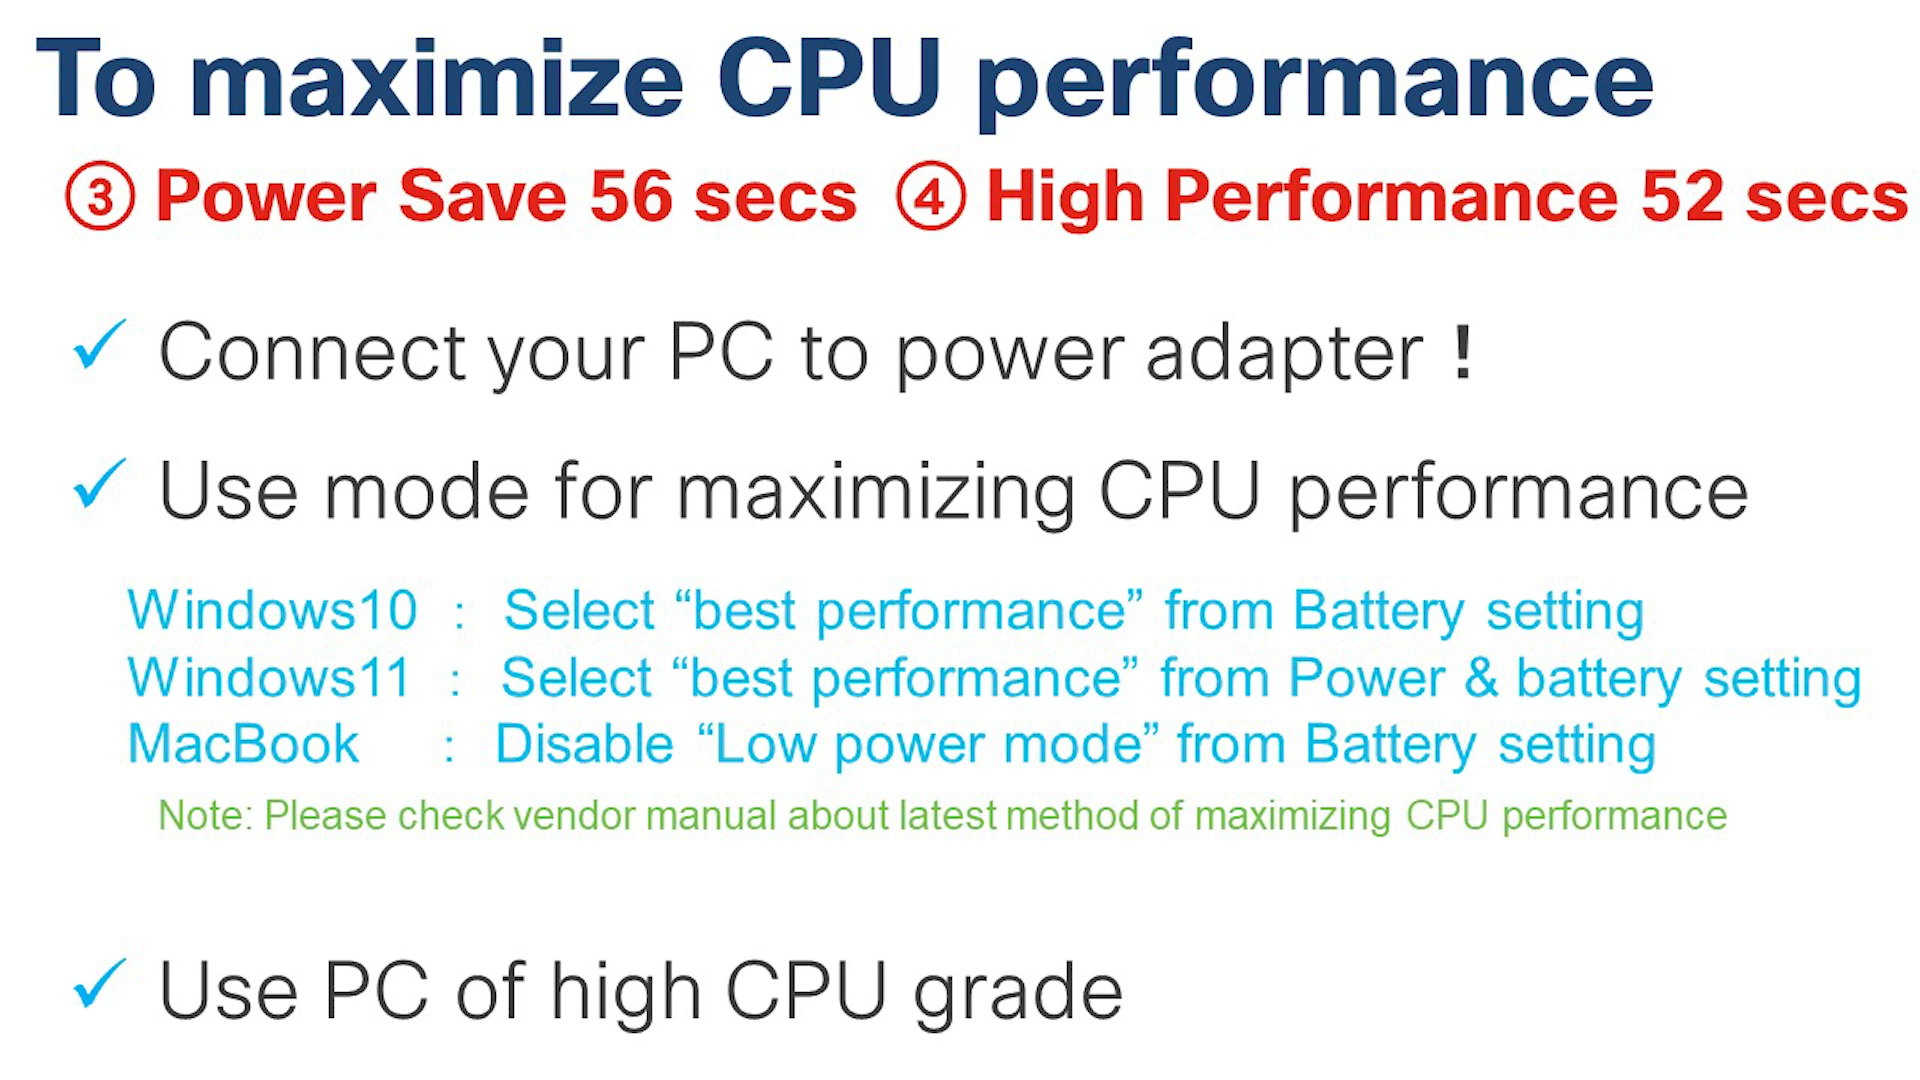 To maximize CPU performance
③ Power Save 56 secs ④ High Performance 52 secs
✓ Connect your PC to power adapter！
✓ Use mode for maximizing CPU performance
Windows10 ： Select “best performance” from Battery setting
Windows11 ： Select “best performance” from Power & battery setting
MacBook ： Disable “Low power mode” from Battery setting
Note: Please check vendor manual about latest method of maximizing CPU performance
✓ Use PC of high CPU grade